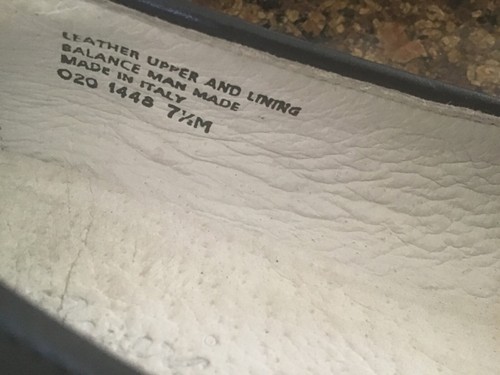 LEATHER UPPER AND LINING
BALANCE MAN MADE
MADE IN ITALY
020 1448 7½M